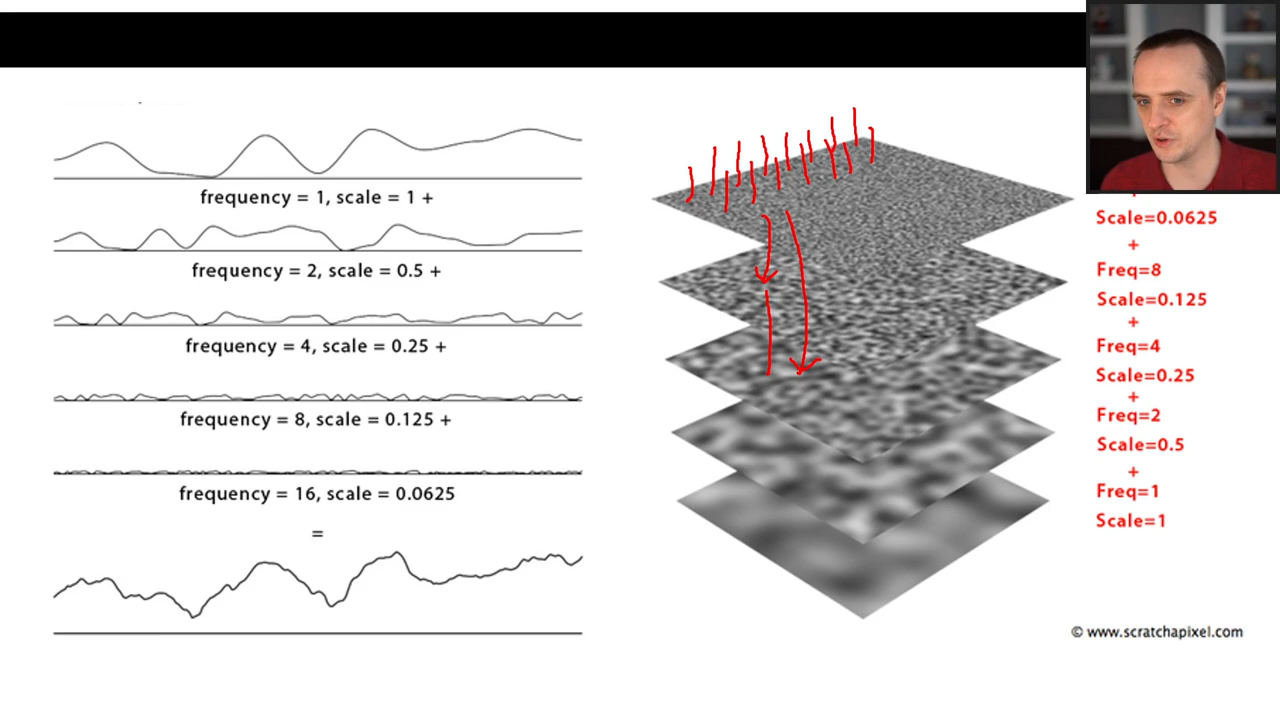 frequency = 1, scale = 1 +
frequency = 2, scale = 0.5 +
frequency = 4, scale = 0.25 +
frequency = 8, scale = 0.125 +
frequency = 16, scale = 0.0625
=
Scale=0.0625
+
Freq=8
Scale=0.125
+
Freq=4
Scale=0.25
+
Freq=2
Scale=0.5
+
Freq=1
Scale=1
© www.scratchapixel.com